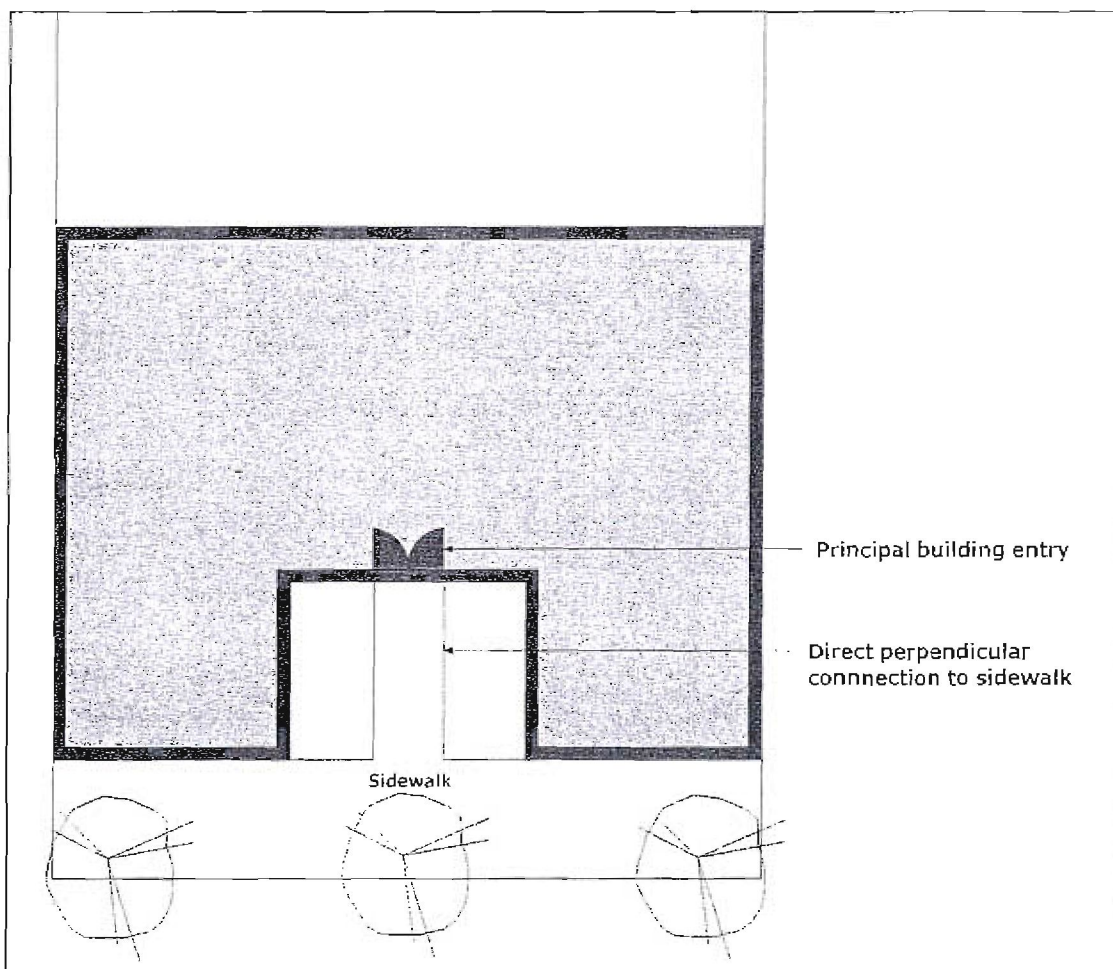 Principal building entry
Direct perpendicular
connnection to sidewalk
Sidewalk